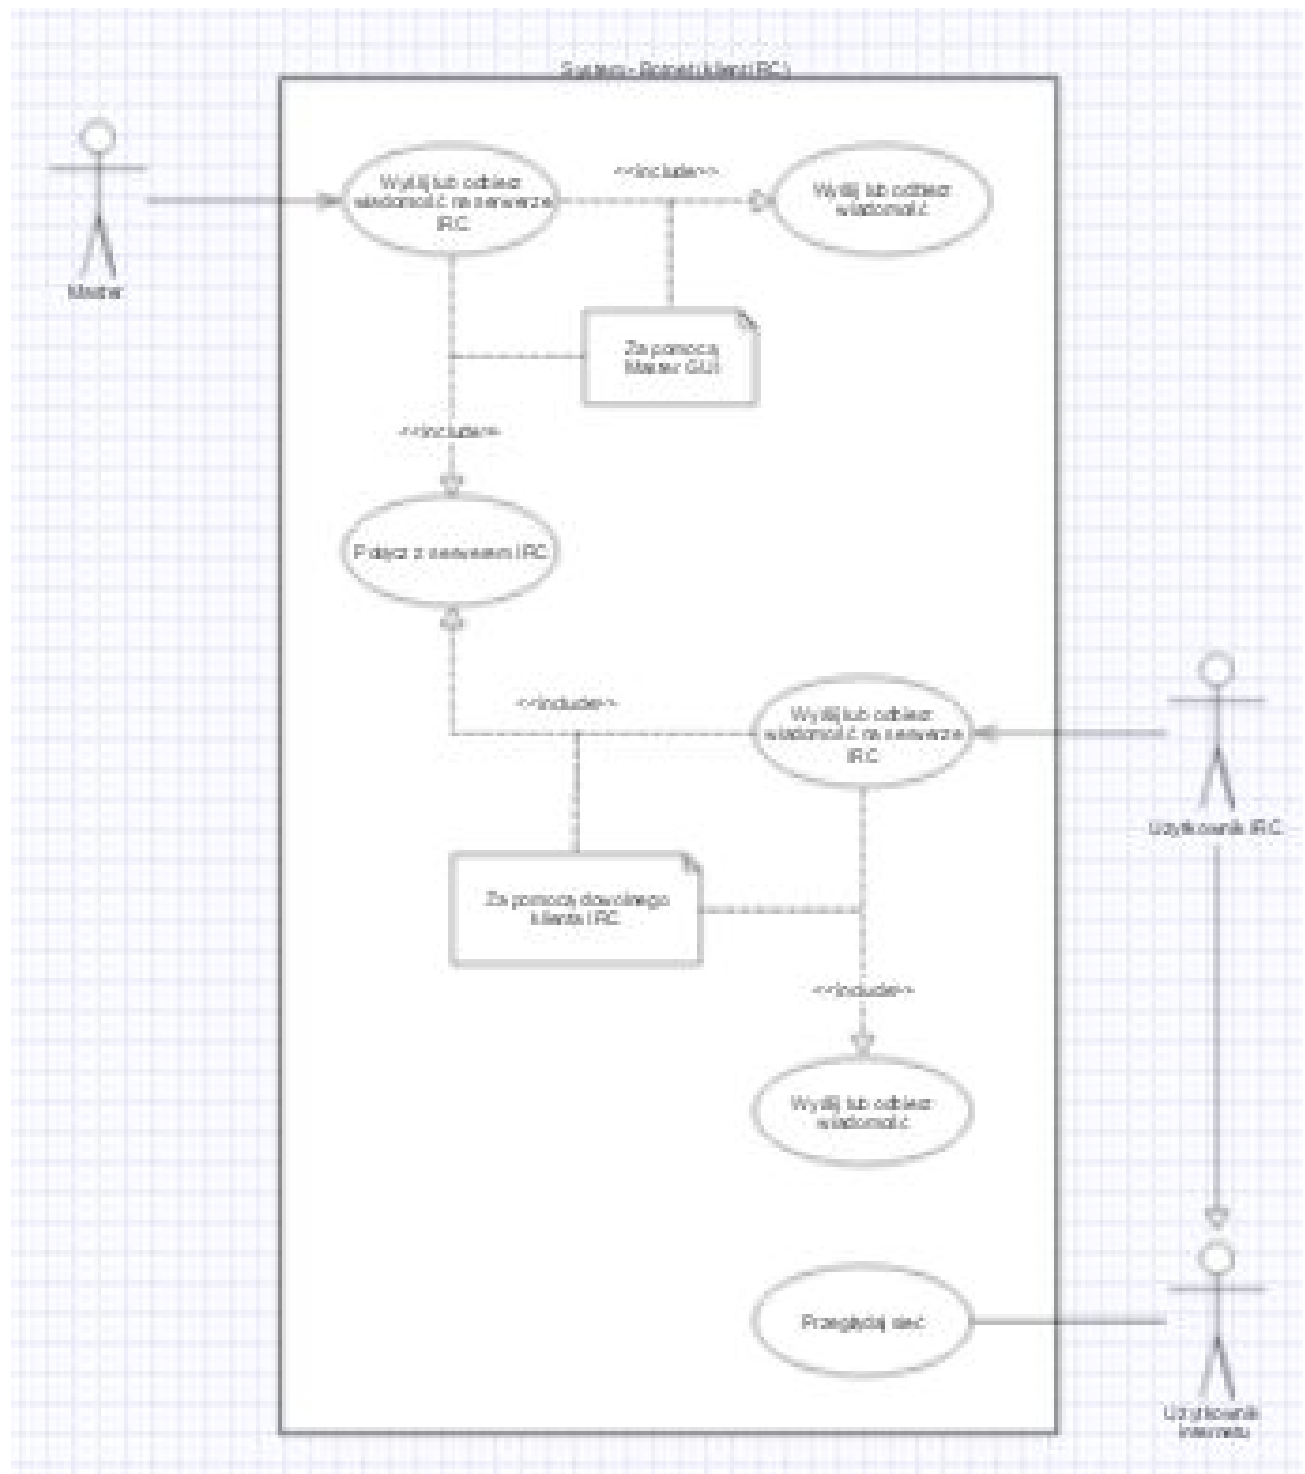 System - Botnet (klient IRC)
Wyślij lub odbierz
wiadomość na serwerze
IRC
<<include>>
Wyślij lub odbierz
wiadomość
Master
Za pomocą
Master GUI
<<include>>
Połącz z serwerem IRC
<<include>>
Wyślij lub odbierz
wiadomość na serwerze
IRC
Użytkownik IRC
Za pomocą dowolnego
klienta IRC
<<include>>
Wyślij lub odbierz
wiadomość
Przeglądaj sieć
Użytkownik
Internetu